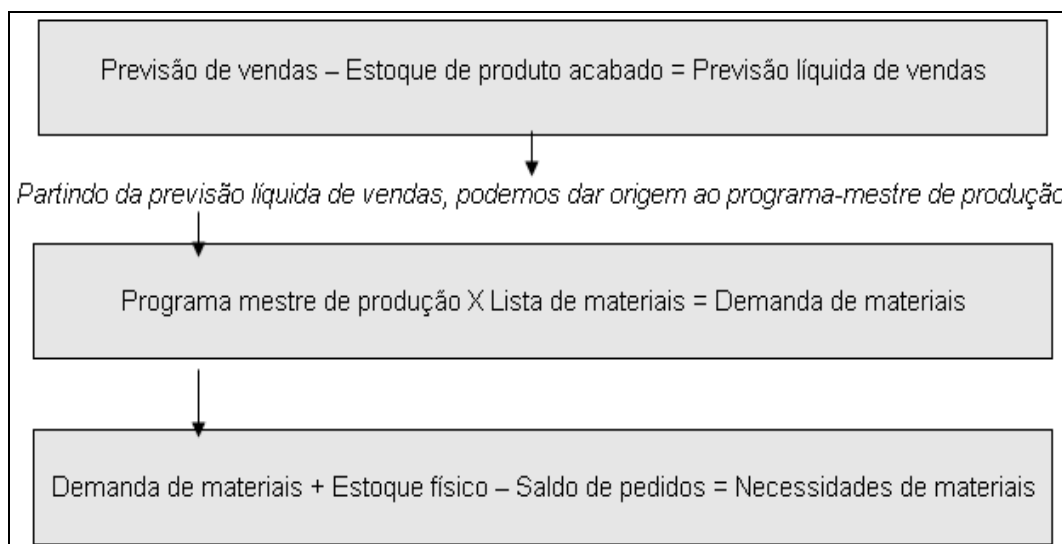 Previsão de vendas – Estoque de produto acabado = Previsão líquida de vendas
Partindo da previsão líquida de vendas, podemos dar origem ao programa-mestre de produção
Programa mestre de produção X Lista de materiais = Demanda de materiais
Demanda de materiais + Estoque físico – Saldo de pedidos = Necessidades de materiais